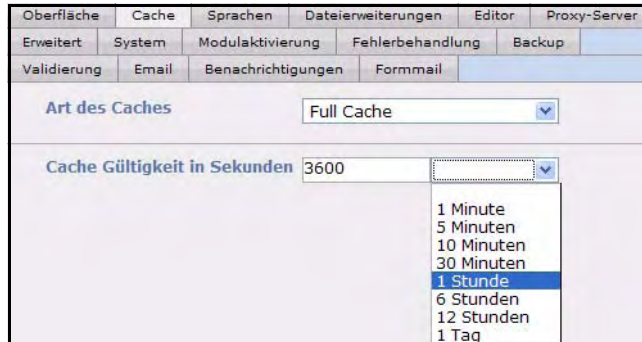 Oberfläche Cache Sprachen Dateierweiterungen Editor Proxy-Server
Erweitert System Modulaktivierung Fehlerbehandlung Backup
Validierung Email Benachrichtigungen Formmail
Art des Caches Full Cache
Cache Gültigkeit in Sekunden 3600
1 Minute
5 Minuten
10 Minuten
30 Minuten
1 Stunde
6 Stunden
12 Stunden
1 Tag